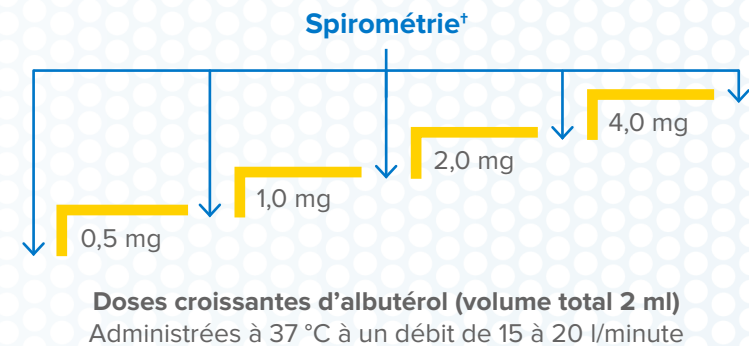 Spirométrie†
4,0 mg
2,0 mg
1,0 mg
0,5 mg
Doses croissantes d’albutérol (volume total 2 ml)
Administrées à 37 °C à un débit de 15 à 20 l/minute